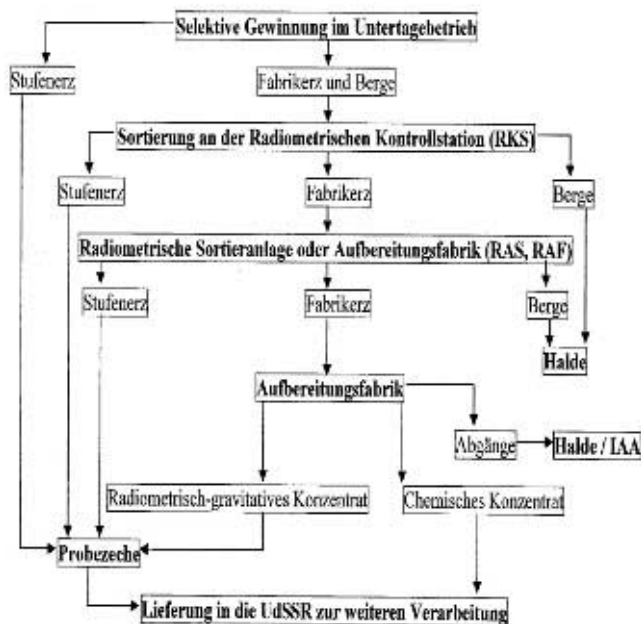 Selektive Gewinnung im Untertagebetrieb
Stufenerz
Fabrikerz und Berge
Sortierung an der Radiometrischen Kontrollstation (RKS)
Stufenerz
Fabrikerz
Berge
Radiometrische Sortieranlage oder Aufbereitungsfabrik (RAS, RAF)
Stufenerz
Fabrikerz
Berge
Halde
Aufbereitungsfabrik
Abgänge
Halde / IAA
Radiometrisch-gravitatives Konzentrat
Chemisches Konzentrat
Probezeche
Lieferung in die UdSSR zur weiteren Verarbeitung